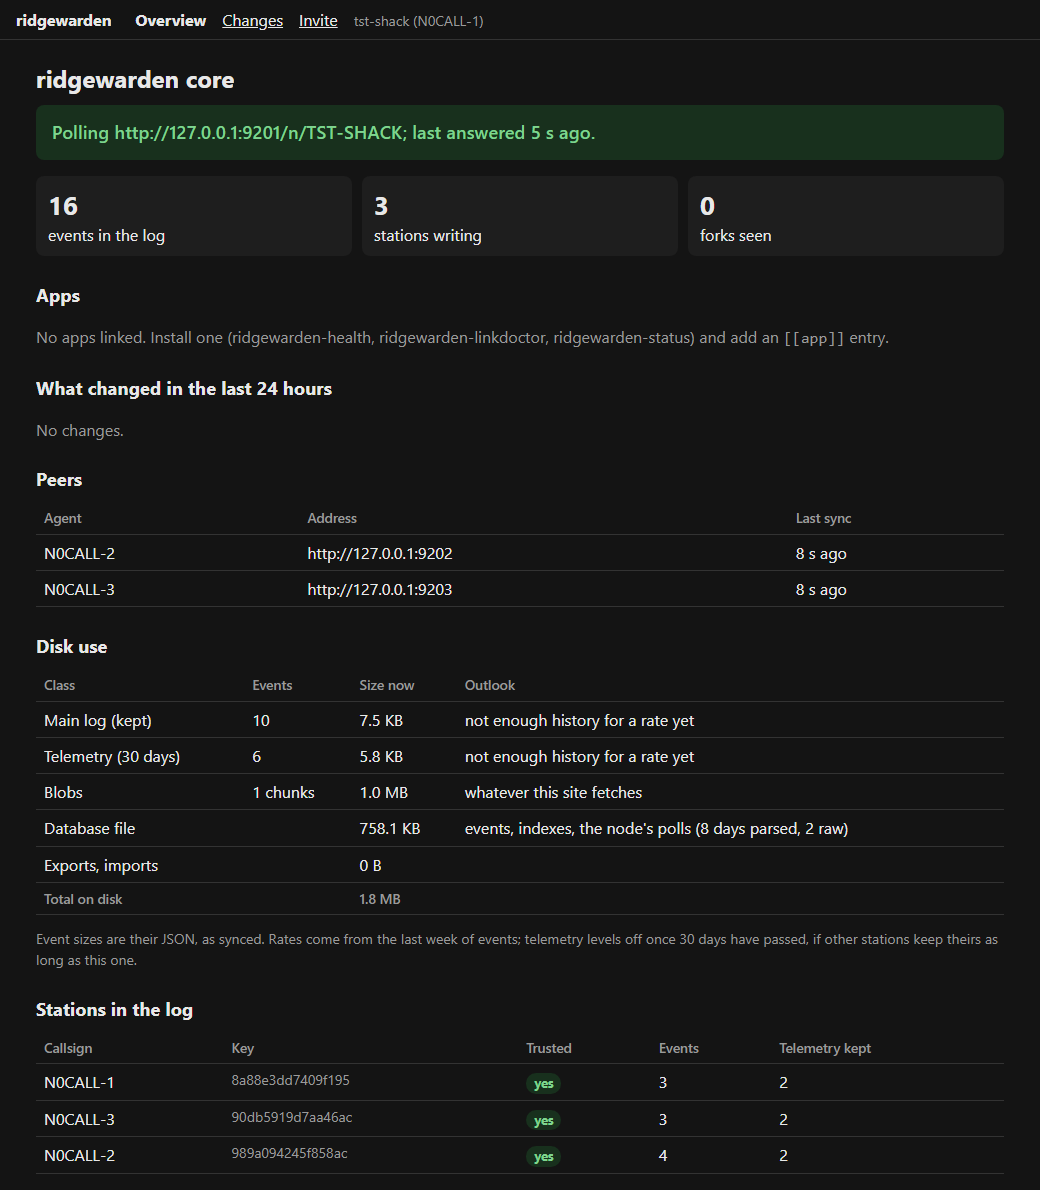 ridgewarden Overview Changes Invite tst-shack (N0CALL-1)
ridgewarden core
Polling http://127.0.0.1:9201/n/TST-SHACK; last answered 5 s ago.
16 3 0
events in the log stations writing forks seen
Apps
No apps linked. Install one (ridgewarden-health, ridgewarden-linkdoctor, ridgewarden-status) and add an [[app]] entry.
What changed in the last 24 hours
No changes.
Peers
Agent Address Last sync
N0CALL-2 http://127.0.0.1:9202 8 s ago
N0CALL-3 http://127.0.0.1:9203 8 s ago
Disk use
Class Events Size now Outlook
Main log (kept) 10 7.5 KB not enough history for a rate yet
Telemetry (30 days) 6 5.8 KB not enough history for a rate yet
Blobs 1 chunks 1.0 MB whatever this site fetches
Database file 758.1 KB events, indexes, the node's polls (8 days parsed, 2 raw)
Exports, imports 0 B
Total on disk 1.8 MB
Event sizes are their JSON, as synced. Rates come from the last week of events; telemetry levels off once 30 days have passed, if other stations keep theirs as
long as this one.
Stations in the log
Callsign Key Trusted Events Telemetry kept
N0CALL-1 8a88e3dd7409f195 yes 3 2
N0CALL-3 90db5919d7aa46ac yes 3 2
N0CALL-2 989a094245f858ac yes 4 2